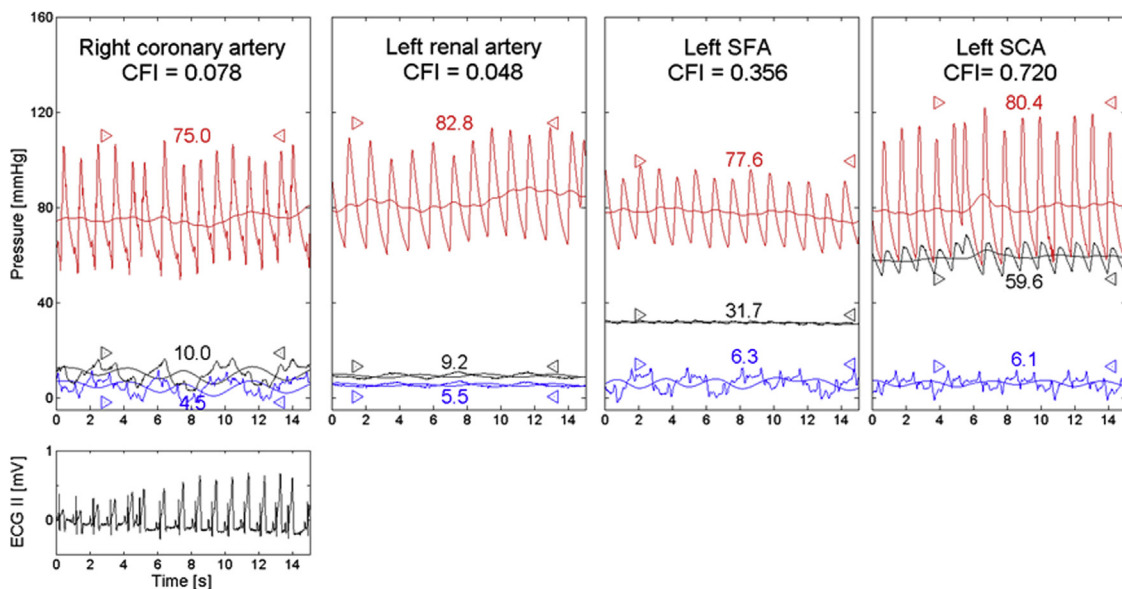 160
120
80
40
0
Pressure [mmHg]
Right coronary artery
CFI = 0.078
75.0
10.0
4.5
0 2 4 6 8 10 12 14
Left renal artery
CFI = 0.048
82.8
9.2
5.5
0 2 4 6 8 10 12 14
Left SFA
CFI = 0.356
77.6
31.7
6.3
0 2 4 6 8 10 12 14
Left SCA
CFI= 0.720
80.4
59.6
6.1
0 2 4 6 8 10 12 14
1
0
ECG II [mV]
0 2 4 6 8 10 12 14
Time [s]